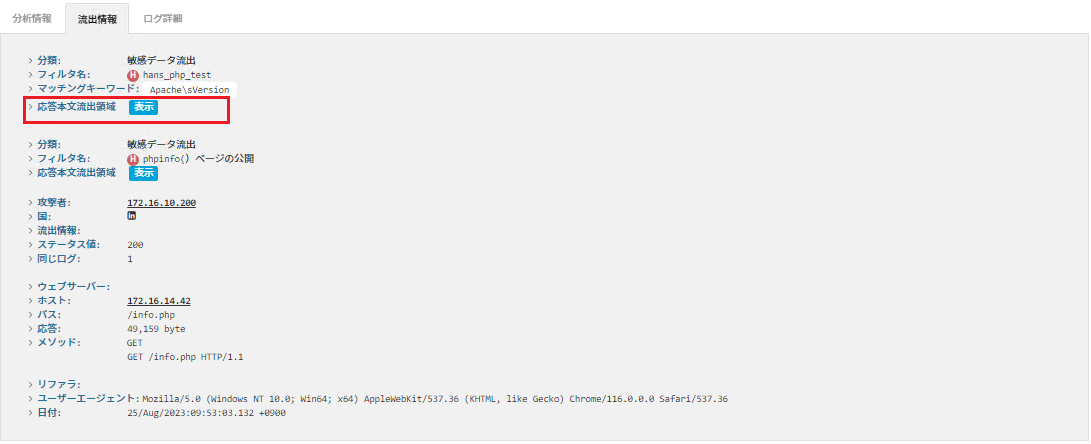 分析情報 流出情報 ログ詳細
> 分類: 敏感データ流出
> フィルタ名: H hans_php_test
> マッチングキーワード: Apache\sVersion
> 応答本文流出領域 表示
> 分類: 敏感データ流出
> フィルタ名: H phpinfo() ページの公開
> 応答本文流出領域 表示
> 攻撃者: 172.16.10.200
> 国: in
> 流出情報:
> ステータス値: 200
> 同じログ: 1
> ウェブサーバー:
> ホスト: 172.16.14.42
> パス: /info.php
> 応答: 49,159 byte
> メソッド: GET
GET /info.php HTTP/1.1
> リファラ:
> ユーザーエージェント: Mozilla/5.0 (Windows NT 10.0; Win64; x64) AppleWebKit/537.36 (KHTML, like Gecko) Chrome/116.0.0.0 Safari/537.36
> 日付: 25/Aug/2023:09:53:03.132 +0900